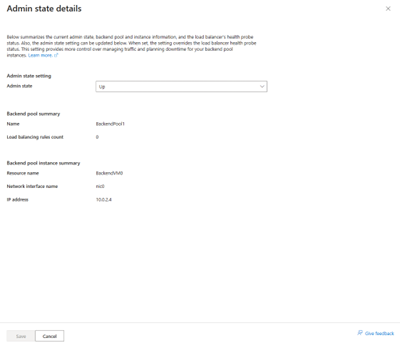 Admin state details
Below summarizes the current admin state, backend pool and instance information, and the load balancer's health probe
status. Also, the admin state setting can be updated below. When set, the setting overrides the load balancer health probe
status. This setting provides more control over managing traffic and planning downtime for your backend pool
instances. Learn more.
Admin state setting
Admin state
Up
Backend pool summary
Name BackendPool1
Load balancing rules count 0
Backend pool instance summary
Resource name BackendVM0
Network interface name nic0
IP address 10.0.2.4
Save Cancel
Give feedback